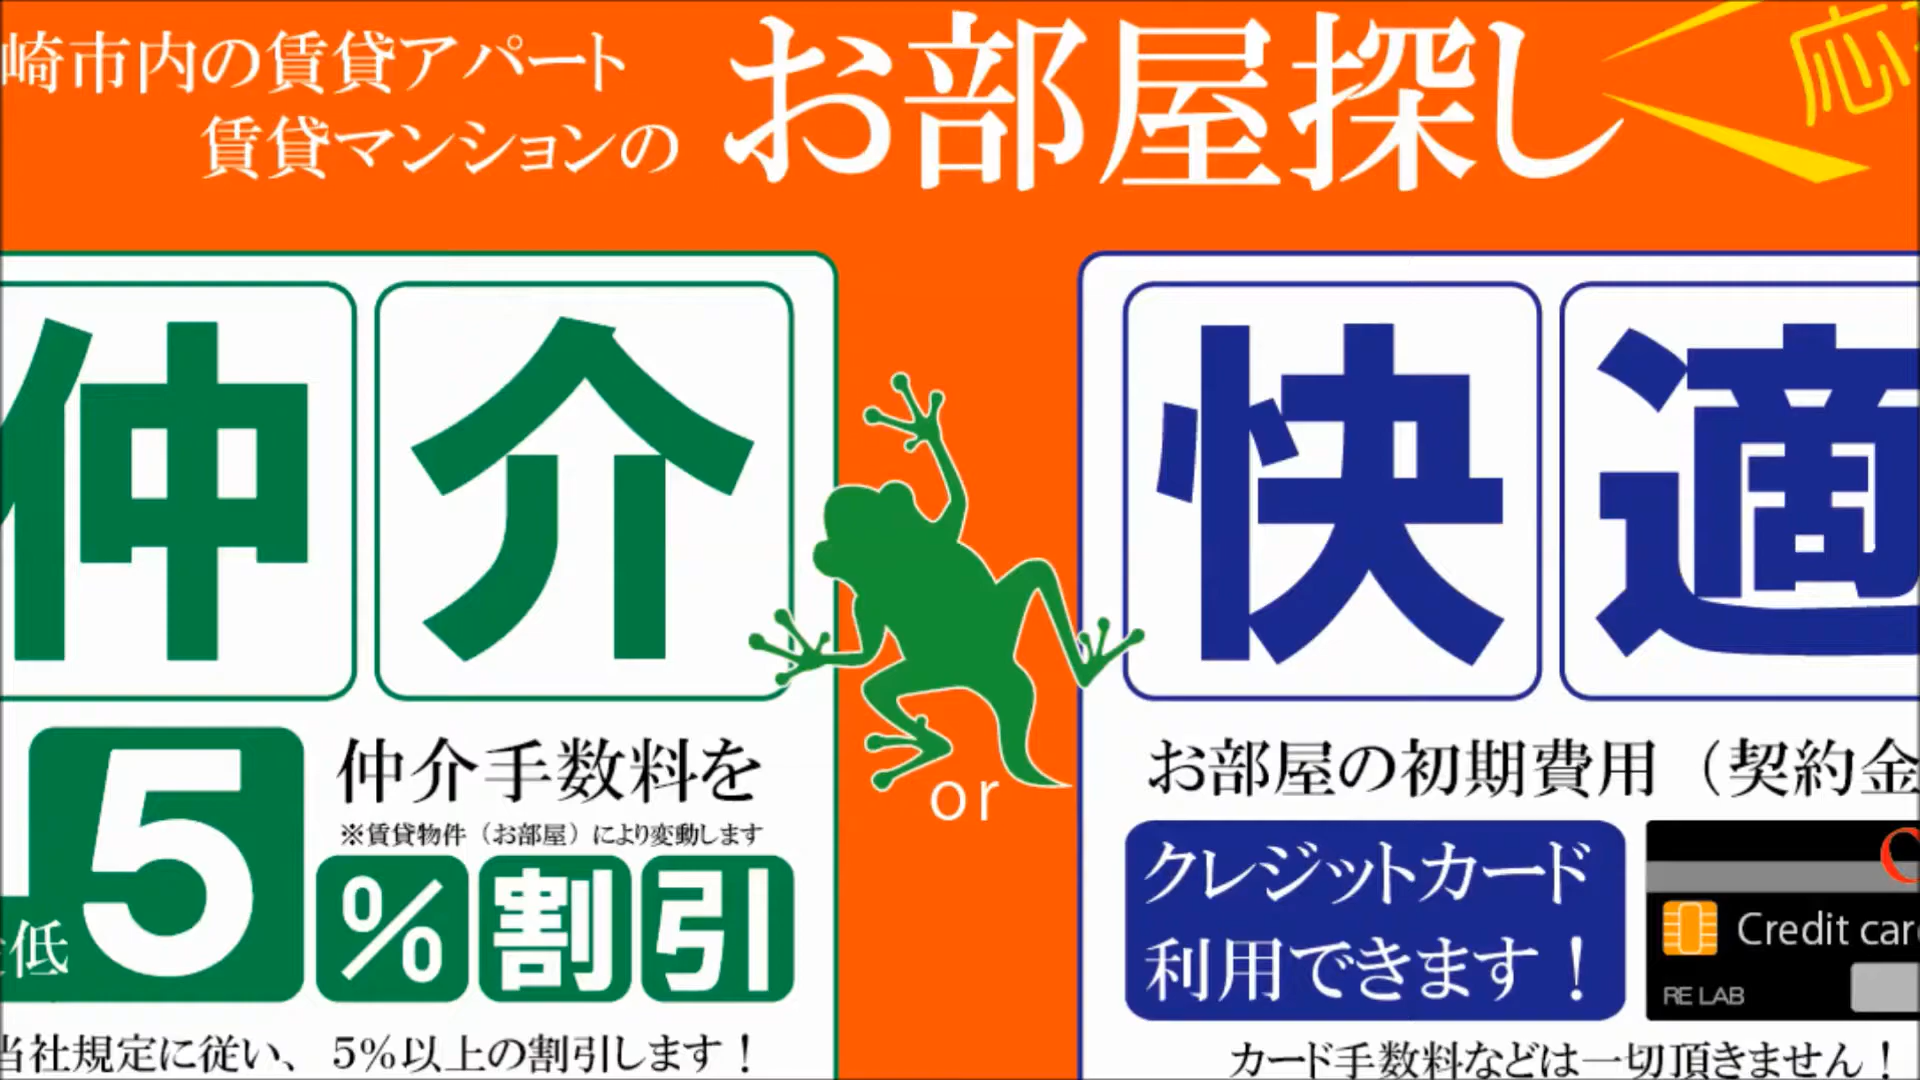 崎市内の賃貸アパート
賃貸マンションの
お部屋探し
応
仲介
快適
5
低
仲介手数料を
※賃貸物件（お部屋）により変動します
%割引
当社規定に従い、5%以上の割引します！
or
お部屋の初期費用（契約金
クレジットカード
利用できます！
Credit car
RE LAB
カード手数料などは一切頂きません！